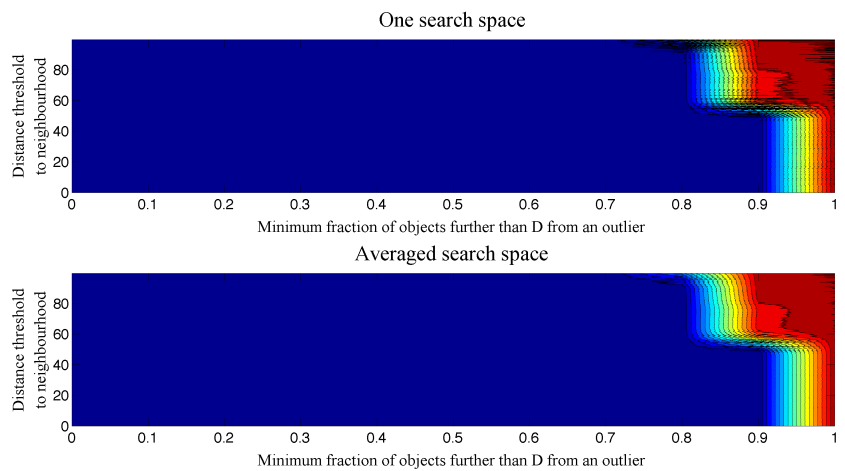 One search space
Distance threshold
to neighbourhood
80
60
40
20
0
0 0.1 0.2 0.3 0.4 0.5 0.6 0.7 0.8 0.9 1
Minimum fraction of objects further than D from an outlier
Averaged search space
Distance threshold
to neighbourhood
80
60
40
20
0
0 0.1 0.2 0.3 0.4 0.5 0.6 0.7 0.8 0.9 1
Minimum fraction of objects further than D from an outlier